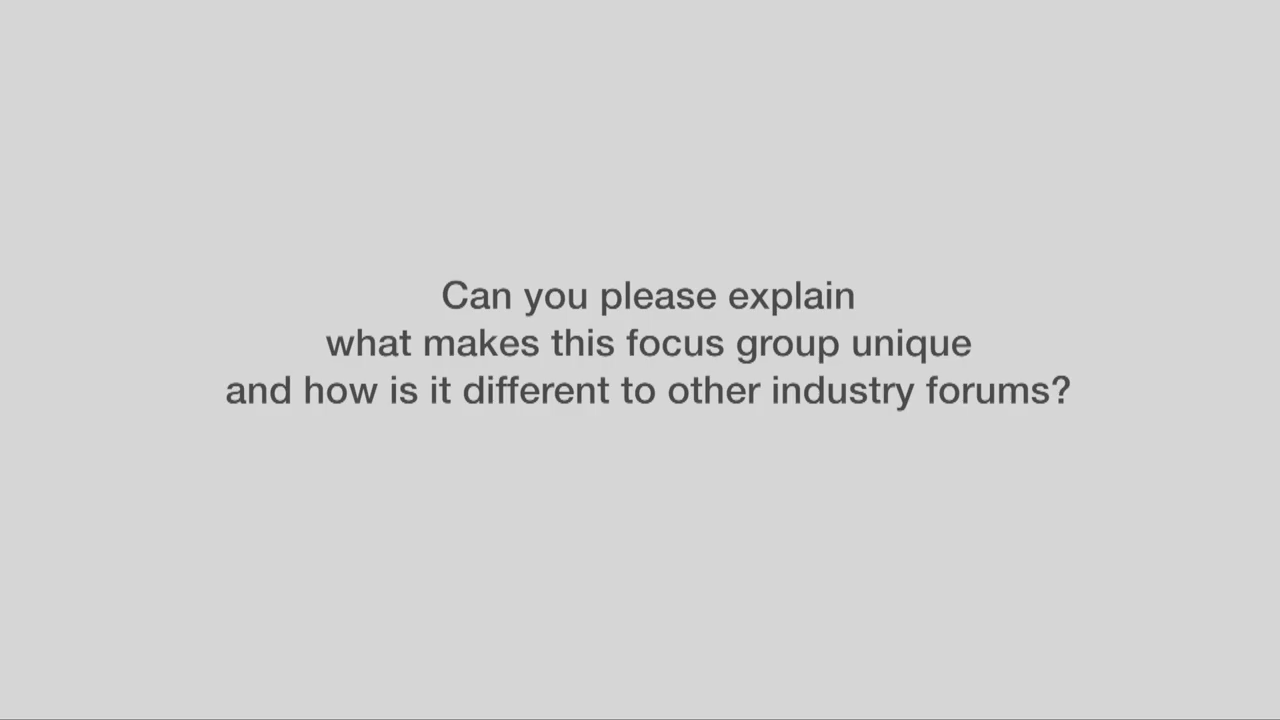 Can you please explain
what makes this focus group unique
and how is it different to other industry forums?